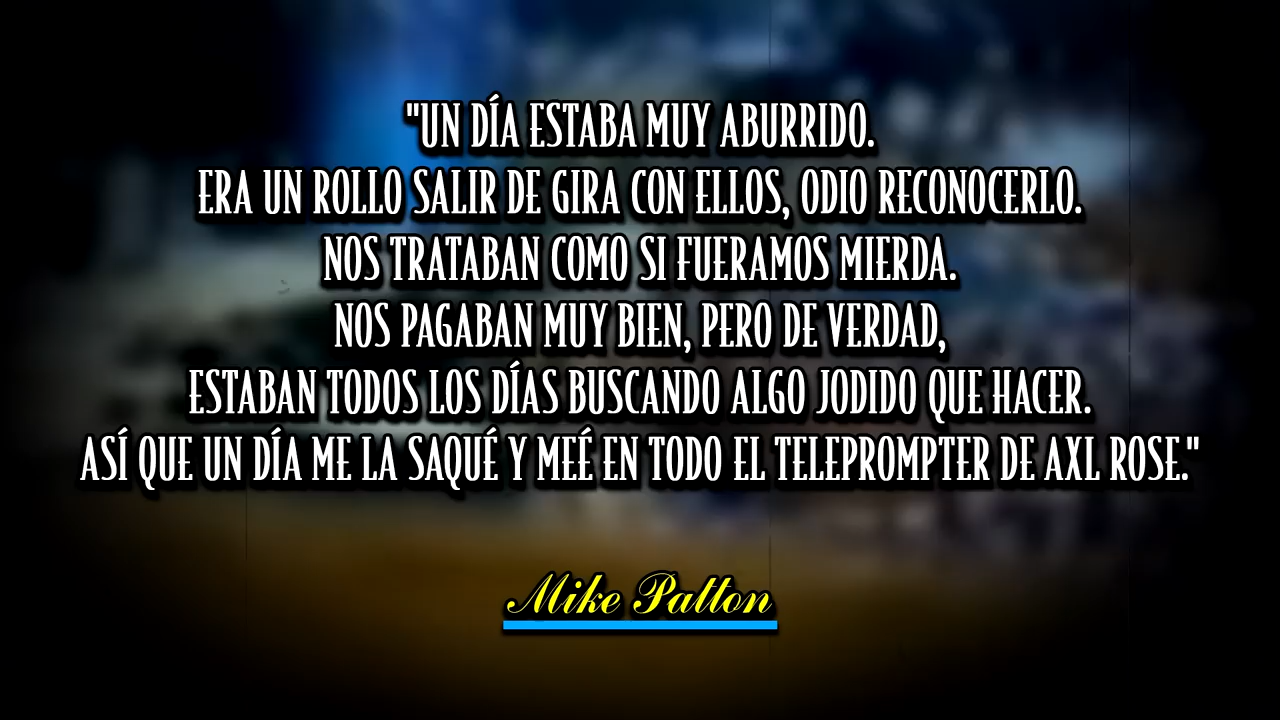 "UN DÍA ESTABA MUY ABURRIDO.
ERA UN ROLLO SALIR DE GIRA CON ELLOS, ODIO RECONOCERLO.
NOS TRATABAN COMO SI FUERAMOS MIERDA.
NOS PAGABAN MUY BIEN, PERO DE VERDAD,
ESTABAN TODOS LOS DÍAS BUSCANDO ALGO JODIDO QUE HACER.
ASÍ QUE UN DÍA ME LA SAQUÉ Y MEÉ EN TODO EL TELEPROMPTER DE AXL ROSE."
Mike Patton